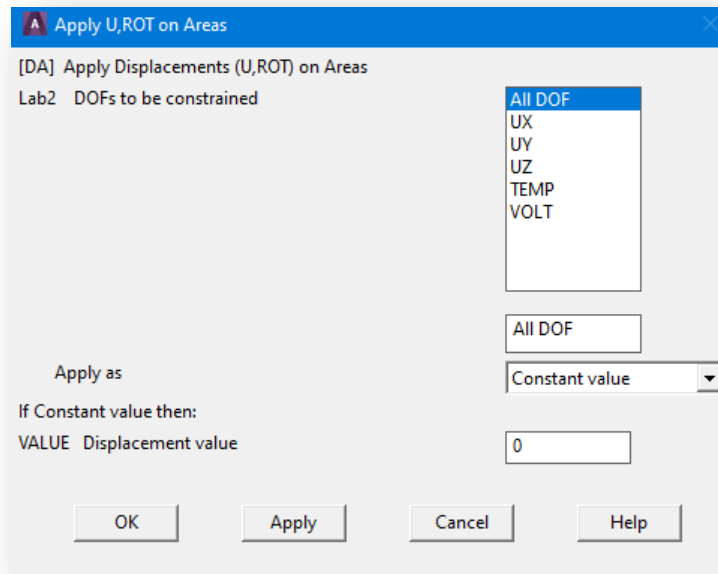 Apply U,ROT on Areas
[DA] Apply Displacements (U,ROT) on Areas
Lab2 DOFs to be constrained
All DOF
UX
UY
UZ
TEMP
VOLT
All DOF
Apply as
Constant value
If Constant value then:
VALUE Displacement value
0
OK Apply Cancel Help